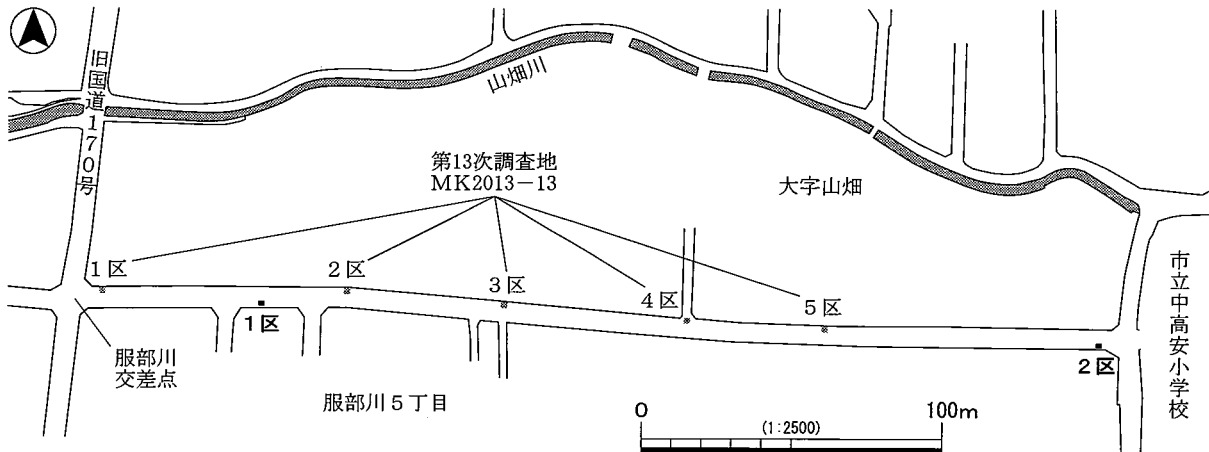 旧国道170号
山畑川
第13次調査地
MK2013－13
大字山畑
1区
2区
3区
4区
5区
1区
2区
市立中高安小学校
服部川
交差点
服部川5丁目
0
100m
(1:2500)